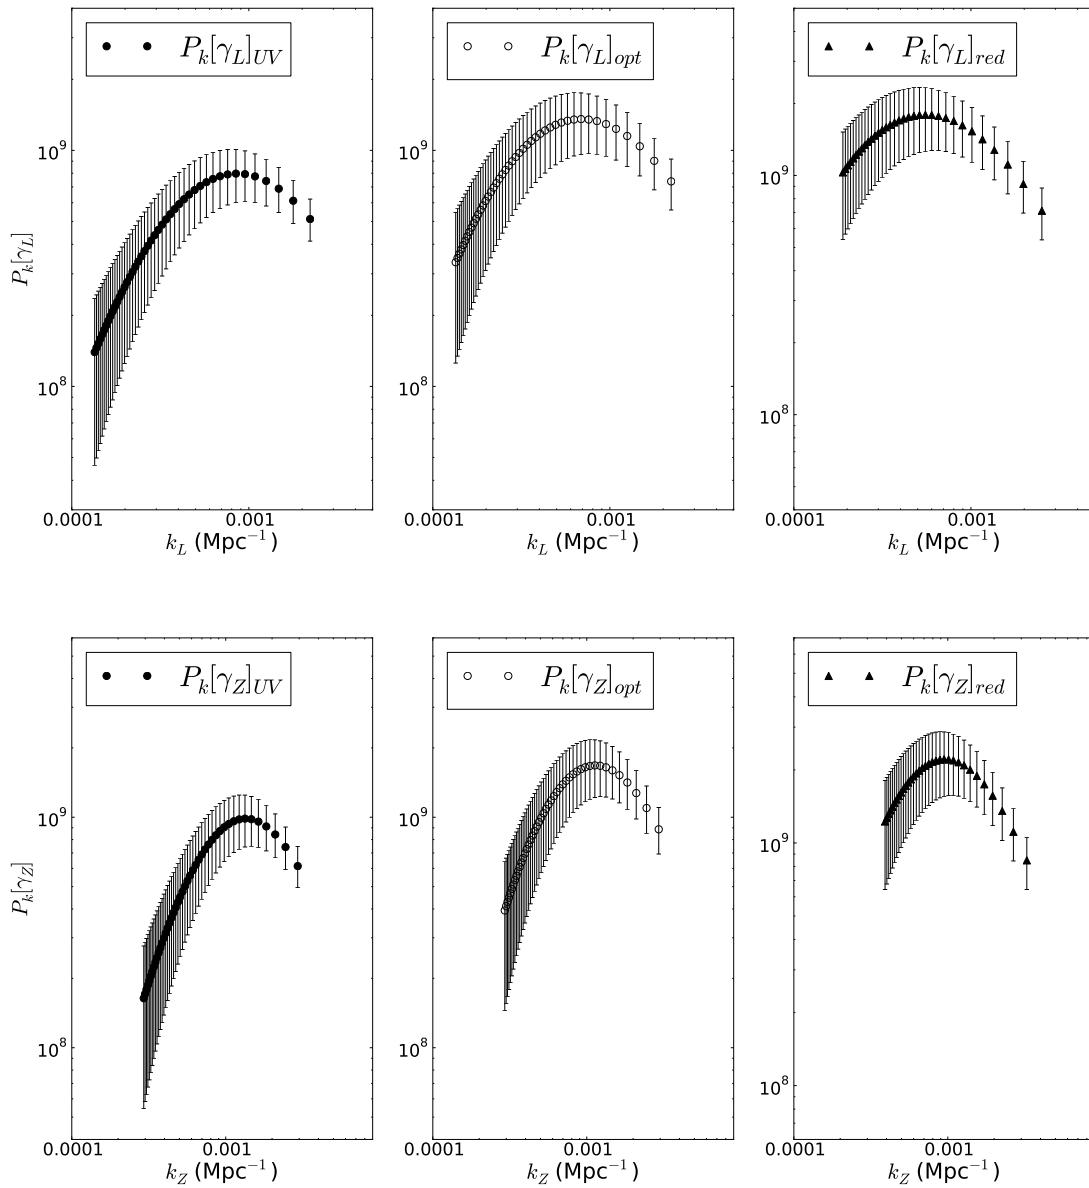 P_k[γ_L]_UV
P_k[γ_L]_opt
P_k[γ_L]_red
10^9
10^9
10^9
10^8
10^8
10^8
P_k[γ_L]
0.0001 0.001
0.0001 0.001
0.0001 0.001
k_L (Mpc⁻¹)
k_L (Mpc⁻¹)
k_L (Mpc⁻¹)
P_k[γ_Z]_UV
P_k[γ_Z]_opt
P_k[γ_Z]_red
10^9
10^9
10^9
10^8
10^8
10^8
P_k[γ_Z]
0.0001 0.001
0.0001 0.001
0.0001 0.001
k_Z (Mpc⁻¹)
k_Z (Mpc⁻¹)
k_Z (Mpc⁻¹)